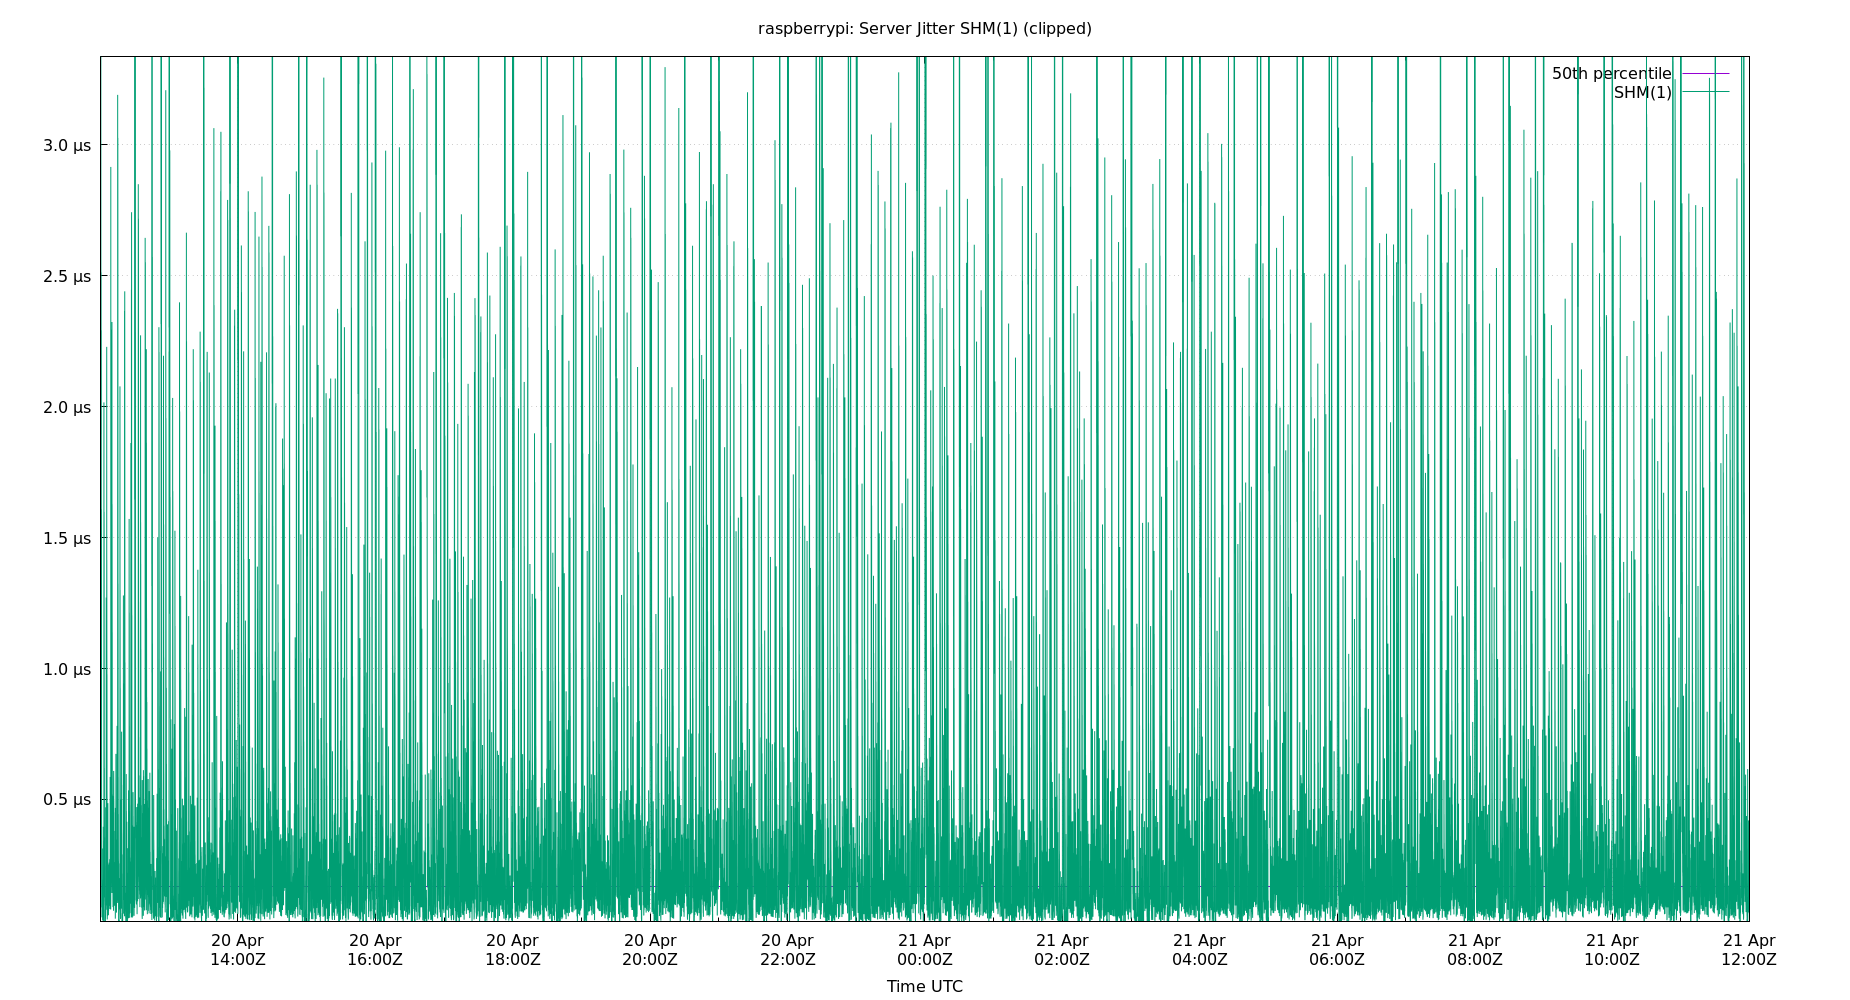 raspberrypi: Server Jitter SHM(1) (clipped)
50th percentile
SHM(1)
3.0 µs
2.5 µs
2.0 µs
1.5 µs
1.0 µs
0.5 µs
20 Apr 20 Apr 20 Apr 20 Apr 20 Apr 21 Apr 21 Apr 21 Apr 21 Apr 21 Apr 21 Apr 21 Apr
14:00Z 16:00Z 18:00Z 20:00Z 22:00Z 00:00Z 02:00Z 04:00Z 06:00Z 08:00Z 10:00Z 12:00Z
Time UTC